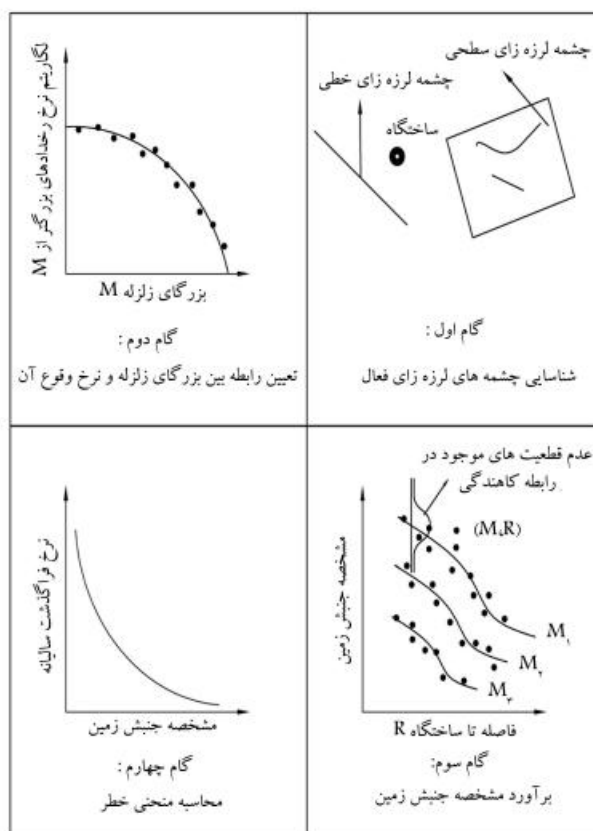 چشمه لرزه زای سطحی
چشمه لرزه زای خطی
ساختگاه
گام اول :
شناسایی چشمه های لرزه زای فعال
لگاریتم نرخ رخدادهای بزرگتر از M
بزرگای زلزله M
گام دوم :
تعیین رابطه بین بزرگای زلزله و نرخ وقوع آن
عدم قطعیت های موجود در
رابطه کاهندگی
(M،R)
مشخصه جنبش زمین
M۱
M۲
M۳
فاصله تا ساختگاه R
گام سوم:
برآورد مشخصه جنبش زمین
نرخ فراگذشت سالیانه
مشخصه جنبش زمین
گام چهارم :
محاسبه منحنی خطر